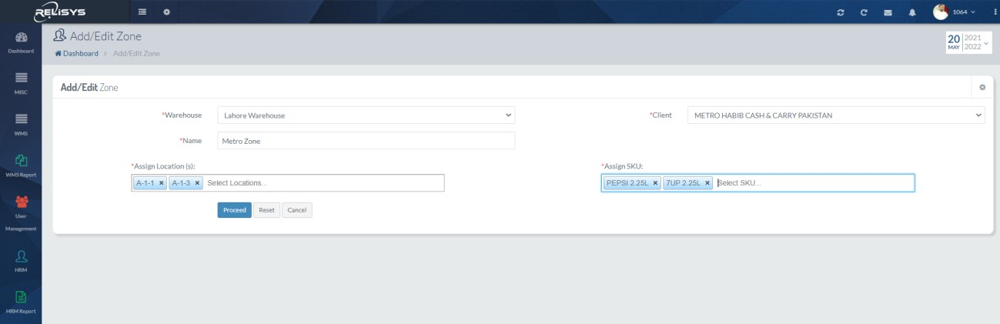 RELISYS
1064
Dashboard
MISC
WMS
WMS Report
User
Management
HRM
HRM Report
Add/Edit Zone
Dashboard > Add/Edit Zone
20 MAY 2021 2022
Add/Edit Zone
*Warehouse Lahore Warehouse *Client METRO HABIB CASH & CARRY PAKISTAN
*Name Metro Zone
*Assign Location (s): *Assign SKU:
A-1-1 × A-1-3 × Select Locations... PEPSI 2.25L × 7UP 2.25L × Select SKU...
Proceed Reset Cancel